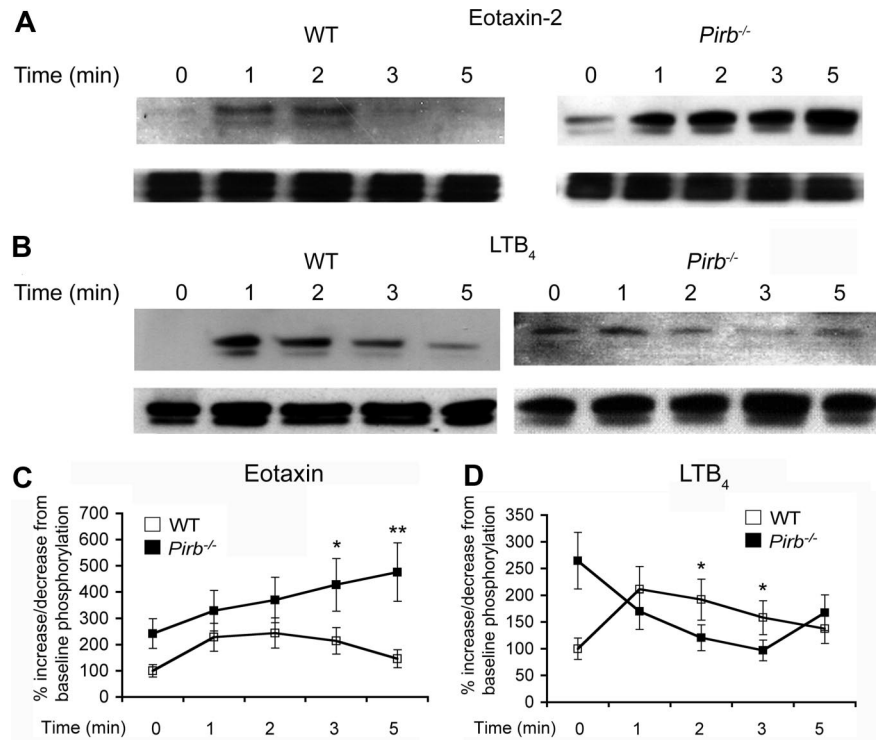 A
Eotaxin-2
WT
Pirb-/-
Time (min) 0 1 2 3 5 0 1 2 3 5
B
LTB4
WT
Pirb-/-
Time (min) 0 1 2 3 5 0 1 2 3 5
C
Eotaxin
% increase/decrease from
baseline phosphorylation
700
600
500
400
300
200
100
0
WT
Pirb-/-
*
**
Time (min) 0 1 2 3 5
D
LTB4
% increase/decrease from
baseline phosphorylation
350
300
250
200
150
100
50
0
WT
Pirb-/-
*
*
Time (min) 0 1 2 3 5